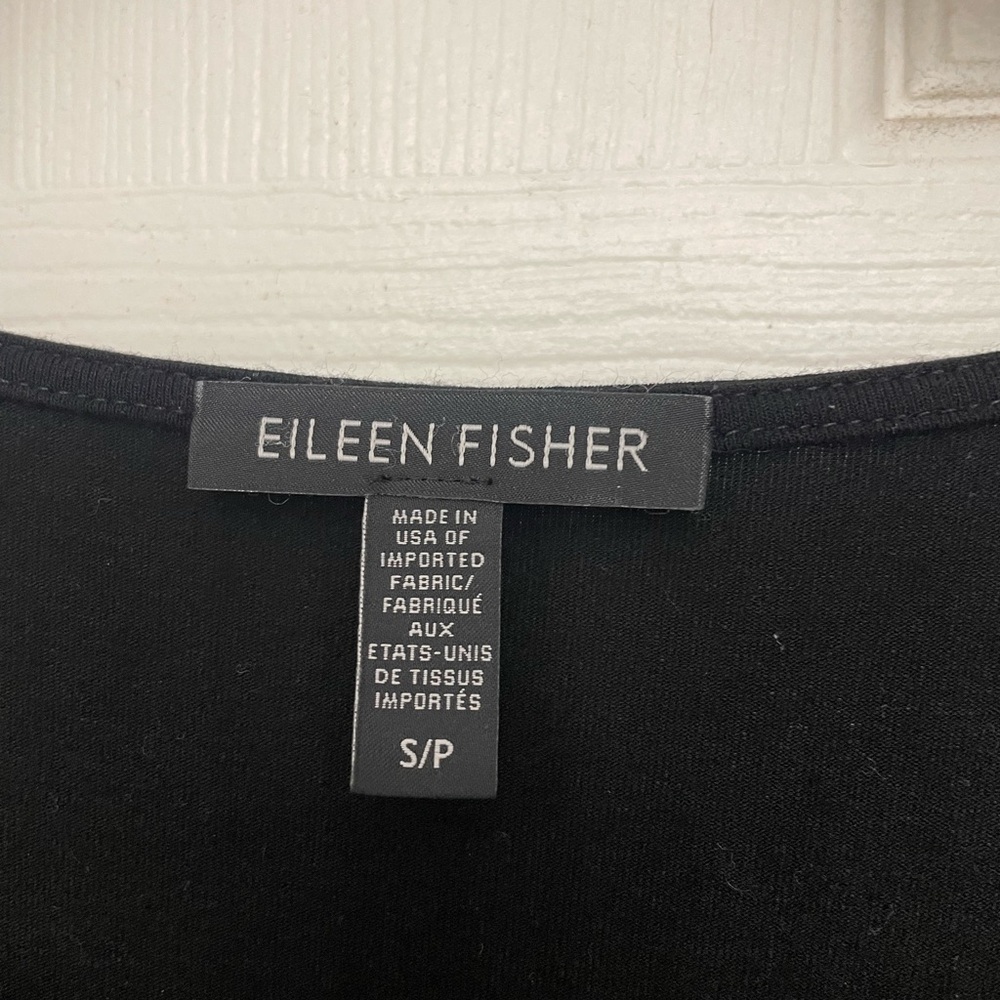 EILEEN FISHER
MADE IN
USA OF
IMPORTED
FABRIC/
FABRIQUÉ
AUX
ETATS-UNIS
DE TISSUS
IMPORTÉS
S/P